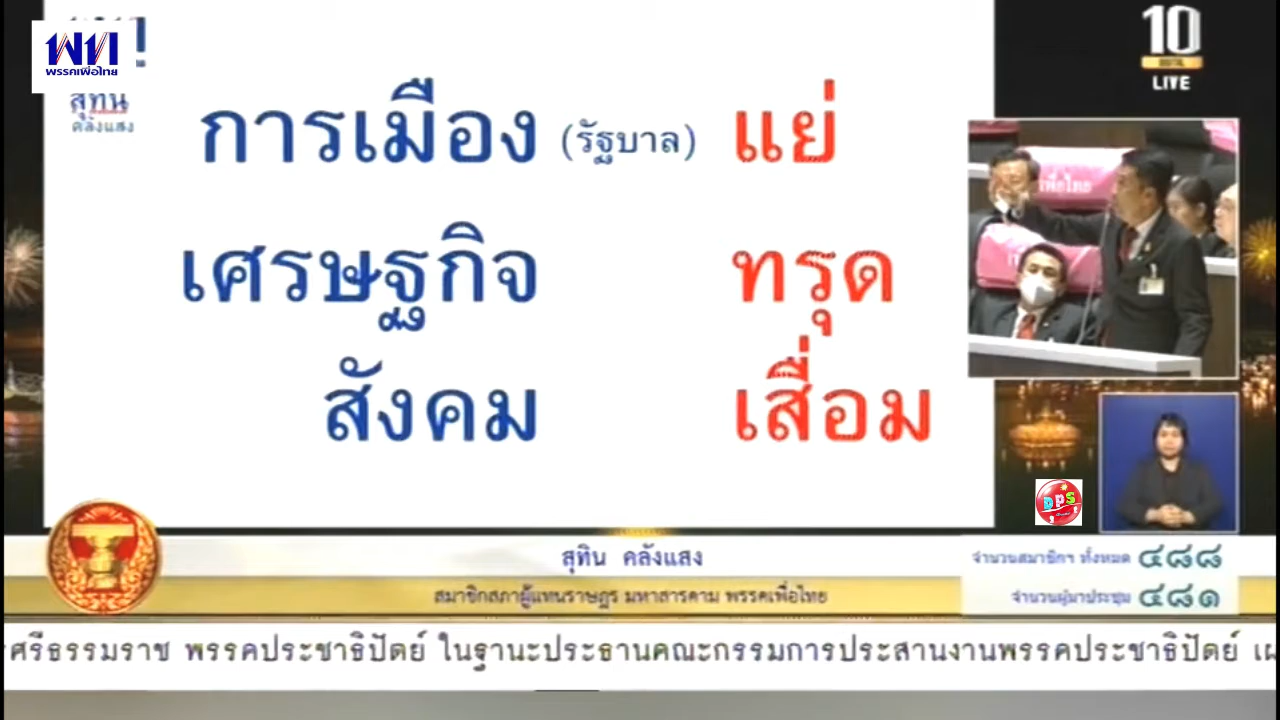 พท
พรรคเพื่อไทย
สุทิน
คลังแสง
การเมือง (รัฐบาล) แย่
เศรษฐกิจ ทรุด
สังคม เสื่อม
10
DIGITAL
LIVE
เพื่อไทย
DPS
สุทิน คลังแสง
สมาชิกสภาผู้แทนราษฎร มหาสารคาม พรรคเพื่อไทย
จำนวนสมาชิกฯ ทั้งหมด ๔๘๘
จำนวนผู้มาประชุม ๔๘๑
ศรีธรรมราช พรรคประชาธิปัตย์ ในฐานะประธานคณะกรรมการประสานงานพรรคประชาธิปัตย์